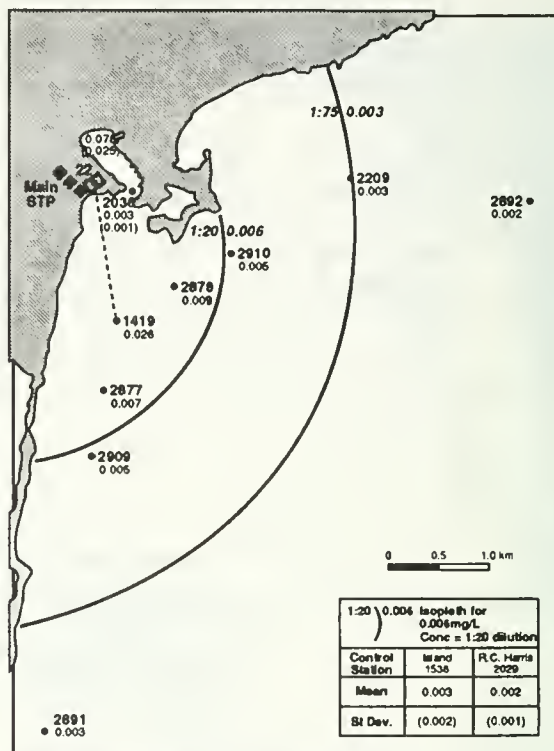 1:75 0.003
0.078
(0.025)
22
Main
STP
2209
0.003
2036
0.003
(0.001)
2892
0.002
1:20 0.006
2910
0.005
2878
0.009
1419
0.026
2877
0.007
2909
0.005
0 0.5 1.0 km
1:20 0.006 Isopleth for
0.006mg/L
Conc = 1:20 dilution
Control
Station
Island
1538
R.C. Harris
2029
Mean 0.003 0.002
St Dev. (0.002) (0.001)
2891
0.003